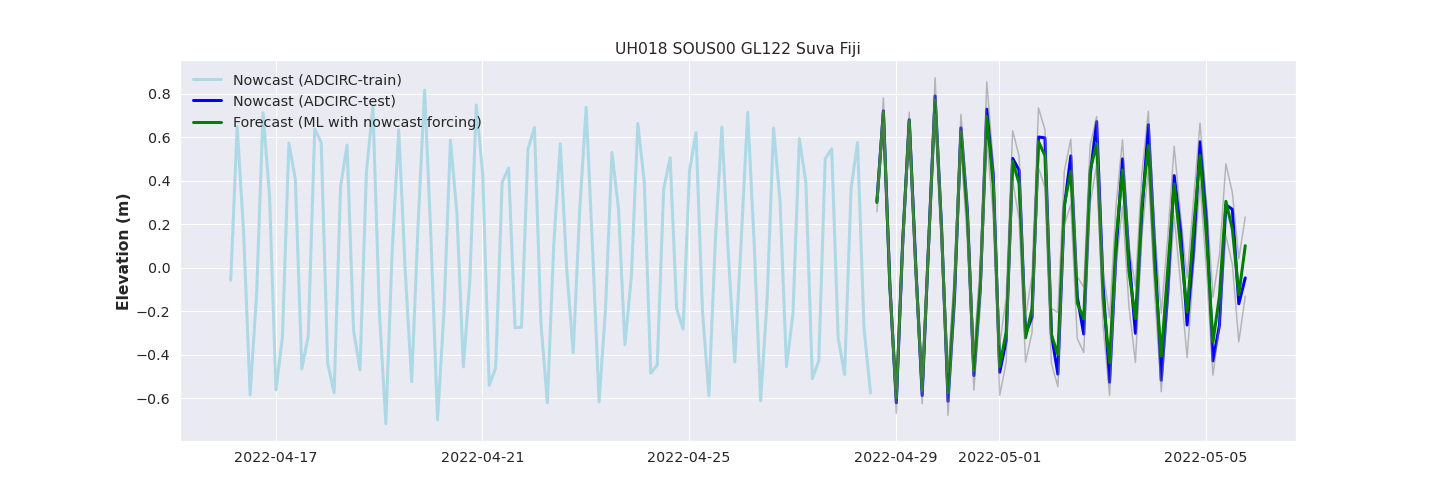 UH018 SOUS00 GL122 Suva Fiji
Nowcast (ADCIRC-train)
Nowcast (ADCIRC-test)
Forecast (ML with nowcast forcing)
Elevation (m)
0.8
0.6
0.4
0.2
0.0
−0.2
−0.4
−0.6
2022-04-17 2022-04-21 2022-04-25 2022-04-29 2022-05-01 2022-05-05